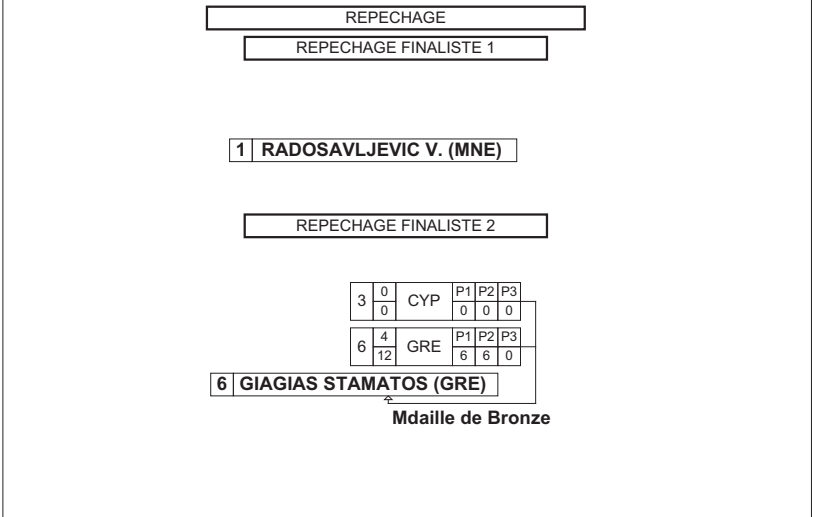 REPECHAGE
REPECHAGE FINALISTE 1
1 RADOSAVLJEVIC V. (MNE)
REPECHAGE FINALISTE 2
3 0 CYP P1 P2 P3
0 0 0 0
6 4 GRE P1 P2 P3
12 6 6 0
6 GIAGIAS STAMATOS (GRE)
Mdaille de Bronze